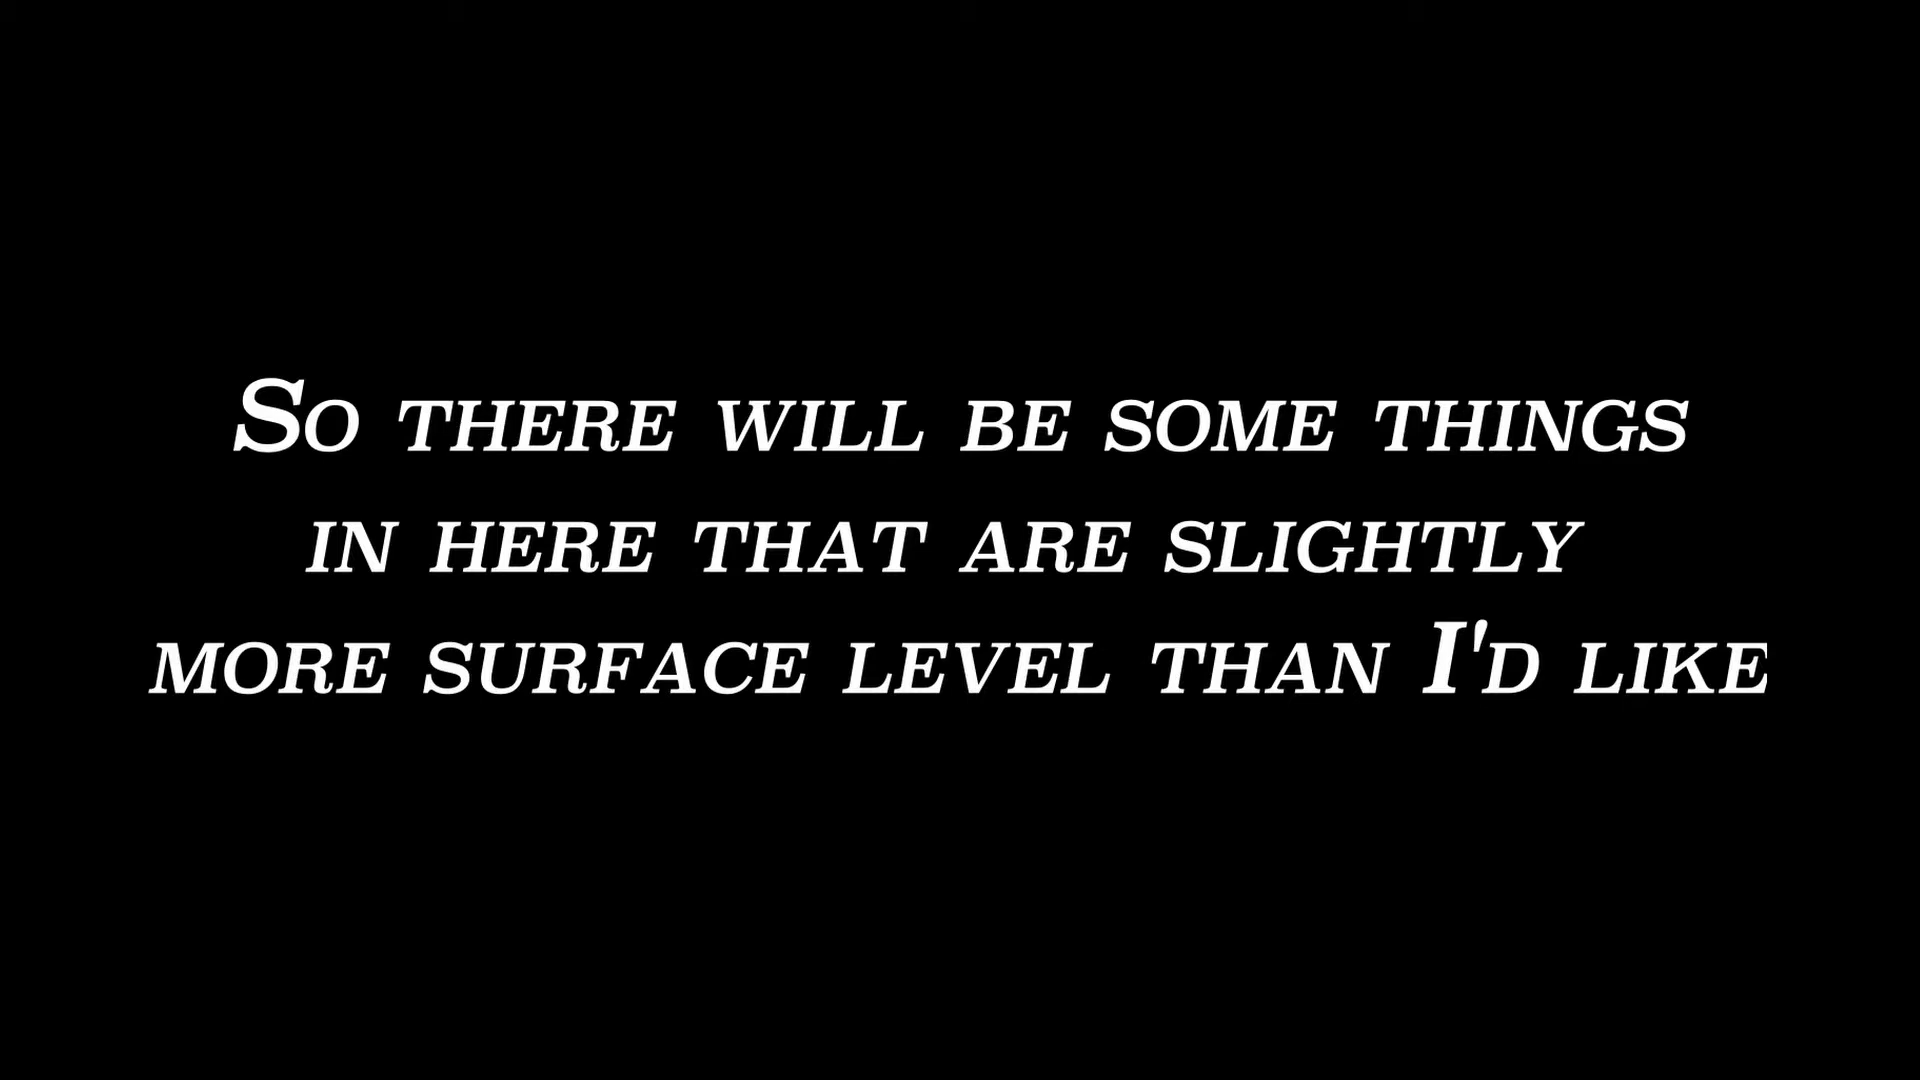 So there will be some things
in here that are slightly
more surface level than I'd like